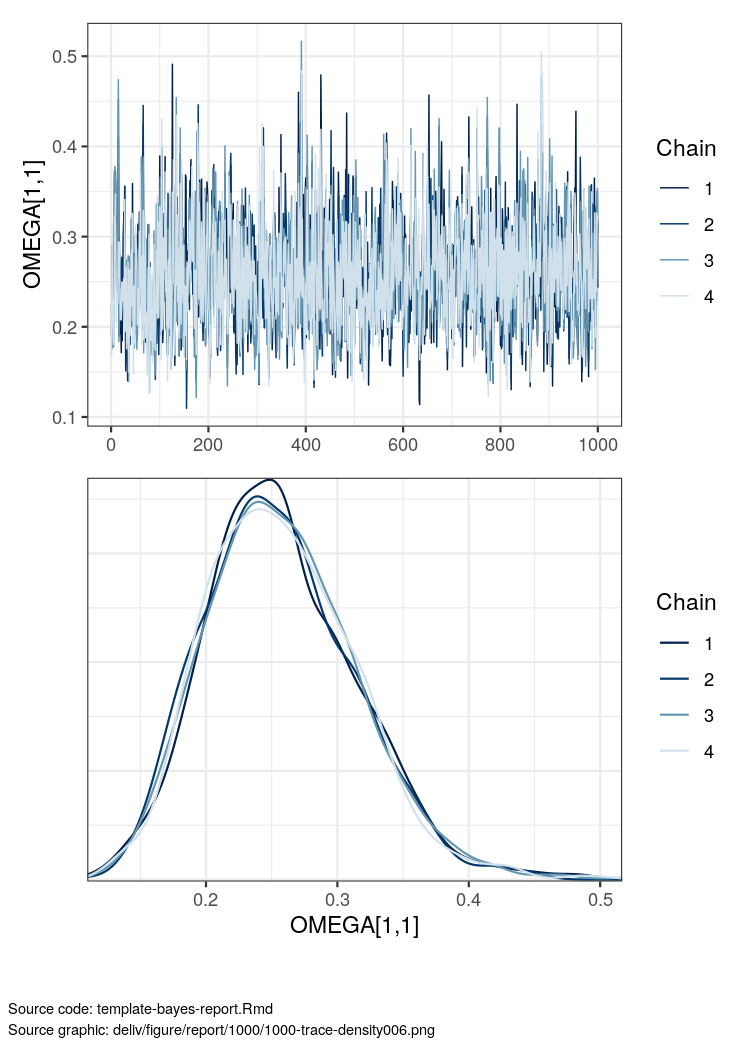 0.5
0.4
0.3
0.2
0.1
OMEGA[1,1]
0 200 400 600 800 1000
Chain
1
2
3
4
0.2 0.3 0.4 0.5
OMEGA[1,1]
Chain
1
2
3
4
Source code: template-bayes-report.Rmd
Source graphic: deliv/figure/report/1000/1000-trace-density006.png